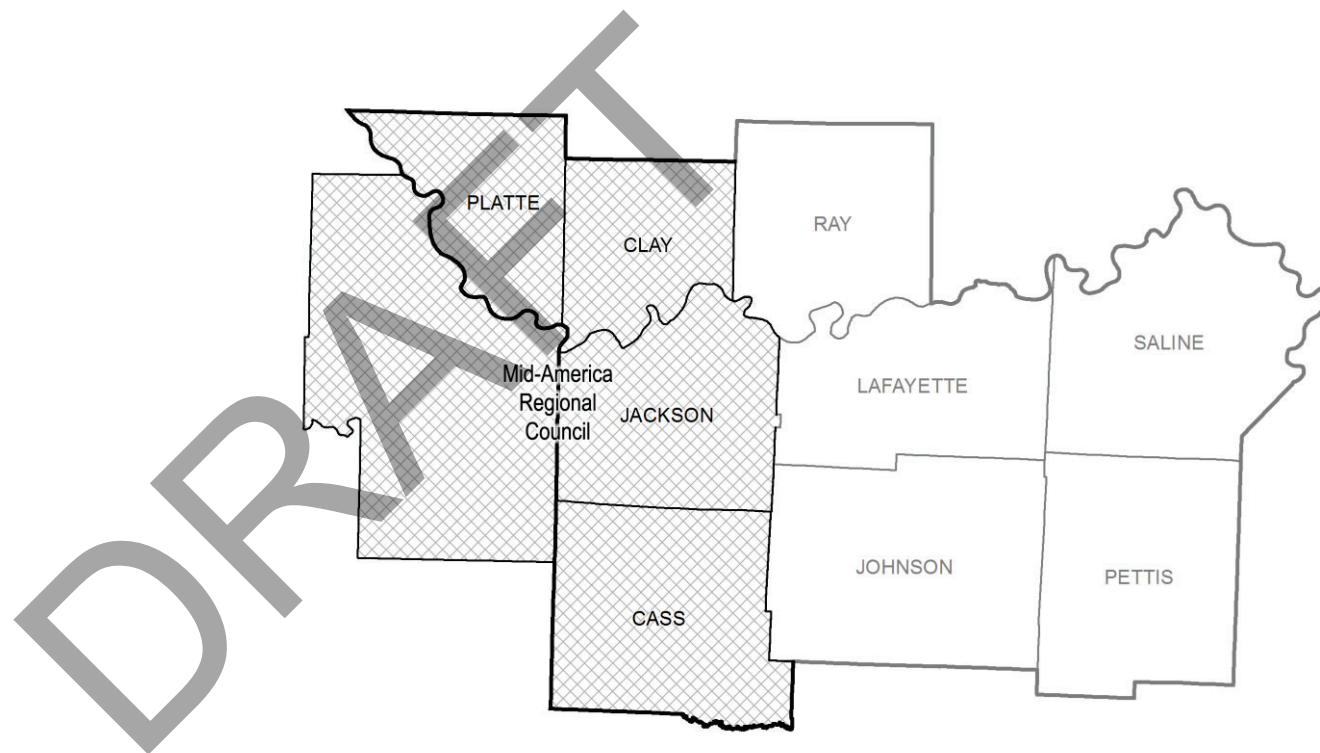 DRAFT
PLATTE
CLAY
RAY
SALINE
Mid-America
Regional
Council
JACKSON
LAFAYETTE
CASS
JOHNSON
PETTIS